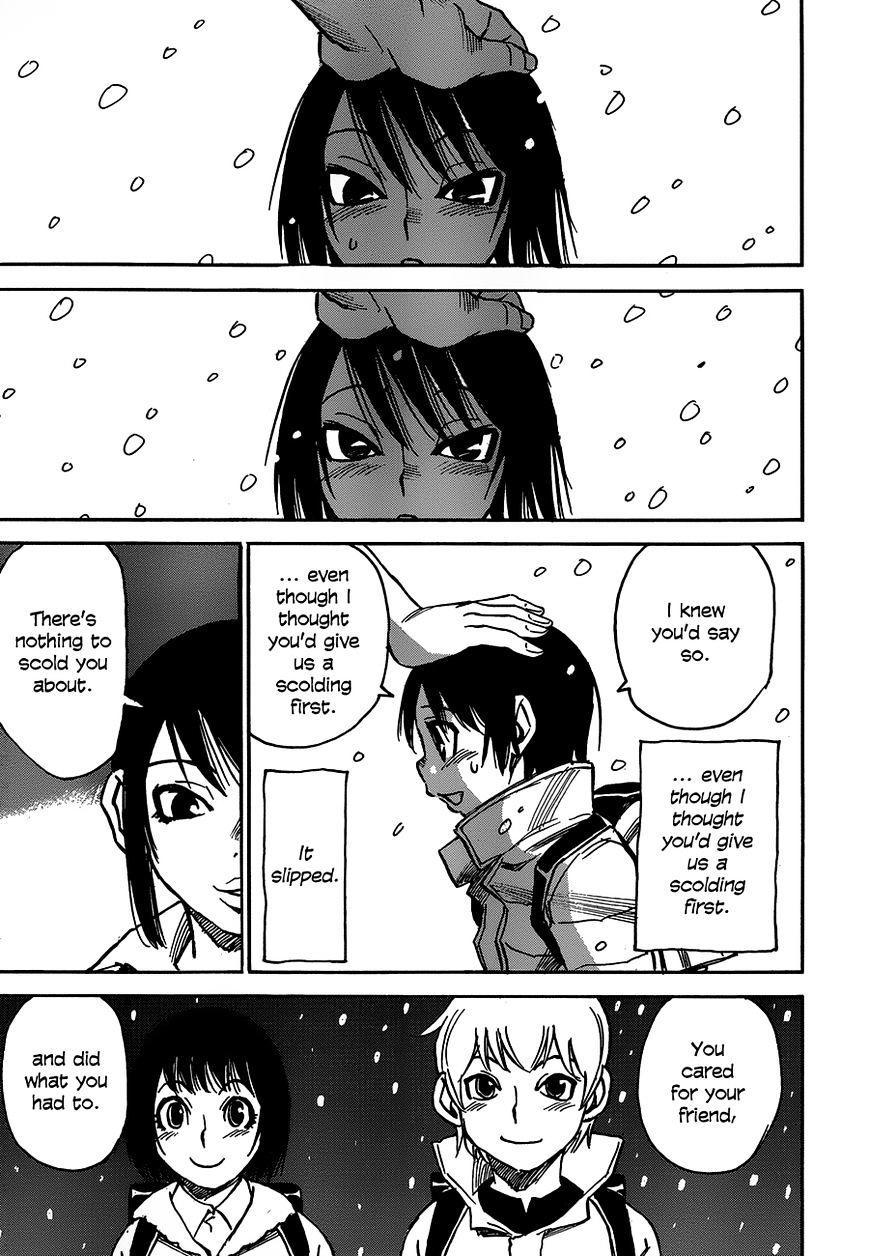 I knew
you'd say
so.
... even
though I
thought
you'd give
us a
scolding
first.
... even
though I
thought
you'd give
us a
scolding
first.
It
slipped.
There's
nothing to
scold you
about.
You
cared
for your
friend,
and did
what you
had to.